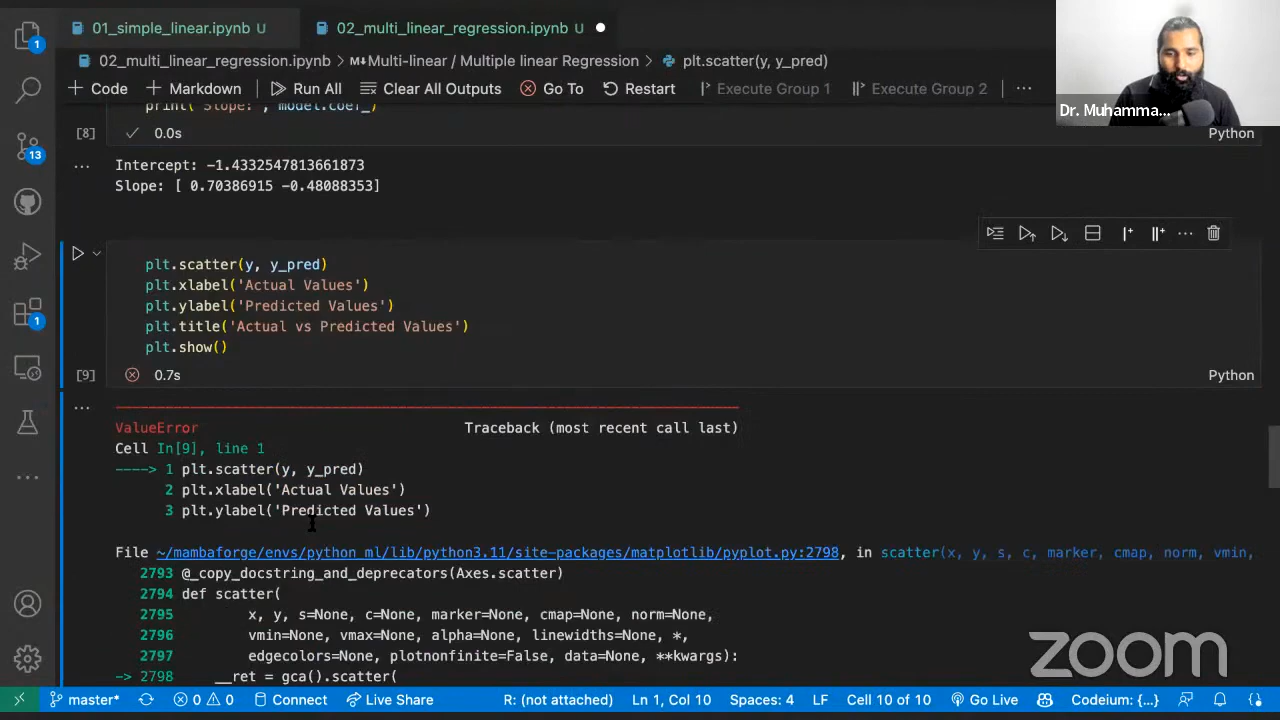 01_simple_linear.ipynb U
02_multi_linear_regression.ipynb U
02_multi_linear_regression.ipynb > M↓Multi-linear / Multiple linear Regression > plt.scatter(y, y_pred)
Code Markdown Run All Clear All Outputs Go To Restart Execute Group 1 Execute Group 2 ...
Dr. Muhamma...
1
13
1
print("Slope: ", model.coef_)
[8] 0.0s Python
Intercept: -1.4332547813661873
Slope: [ 0.70386915 -0.48088353]
plt.scatter(y, y_pred)
plt.xlabel('Actual Values')
plt.ylabel('Predicted Values')
plt.title('Actual vs Predicted Values')
plt.show()
[9] 0.7s Python
ValueError Traceback (most recent call last)
Cell In[9], line 1
----> 1 plt.scatter(y, y_pred)
2 plt.xlabel('Actual Values')
3 plt.ylabel('Predicted Values')
File ~/mambaforge/envs/python_ml/lib/python3.11/site-packages/matplotlib/pyplot.py:2798, in scatter(x, y, s, c, marker, cmap, norm, vmin,
2793 @_copy_docstring_and_deprecators(Axes.scatter)
2794 def scatter(
2795 x, y, s=None, c=None, marker=None, cmap=None, norm=None,
2796 vmin=None, vmax=None, alpha=None, linewidths=None, *,
2797 edgecolors=None, plotnonfinite=False, data=None, **kwargs):
-> 2798 __ret = gca().scatter(
zoom
master* 0 0 Connect Live Share R: (not attached) Ln 1, Col 10 Spaces: 4 LF Cell 10 of 10 Go Live Codeium: {...}